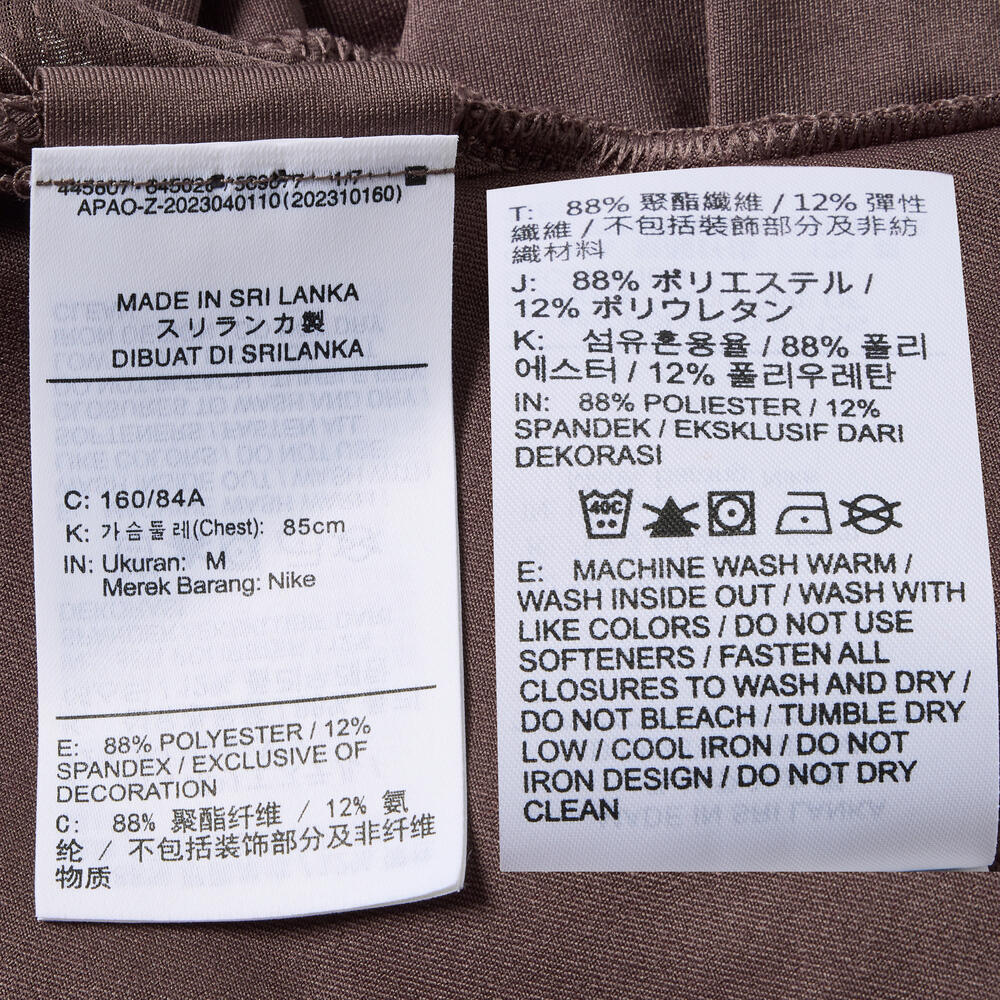 APAO-Z-2023040110(202310160)
MADE IN SRI LANKA
スリランカ製
DIBUAT DI SRILANKA
C: 160/84A
K: 가슴둘레(Chest): 85cm
IN: Ukuran: M
Merek Barang: Nike
E: 88% POLYESTER / 12%
SPANDEX / EXCLUSIVE OF
DECORATION
C: 88% 聚酯纤维 / 12% 氨
纶 / 不包括装饰部分及非纤维
物质
T: 88% 聚酯纖維 / 12% 彈性
纖維 / 不包括裝飾部分及非紡
織材料
J: 88% ポリエステル /
12% ポリウレタン
K: 섬유혼용율 / 88% 폴리
에스터 / 12% 폴리우레탄
IN: 88% POLIESTER / 12%
SPANDEK / EKSKLUSIF DARI
DEKORASI
40C
E: MACHINE WASH WARM /
WASH INSIDE OUT / WASH WITH
LIKE COLORS / DO NOT USE
SOFTENERS / FASTEN ALL
CLOSURES TO WASH AND DRY /
DO NOT BLEACH / TUMBLE DRY
LOW / COOL IRON / DO NOT
IRON DESIGN / DO NOT DRY
CLEAN